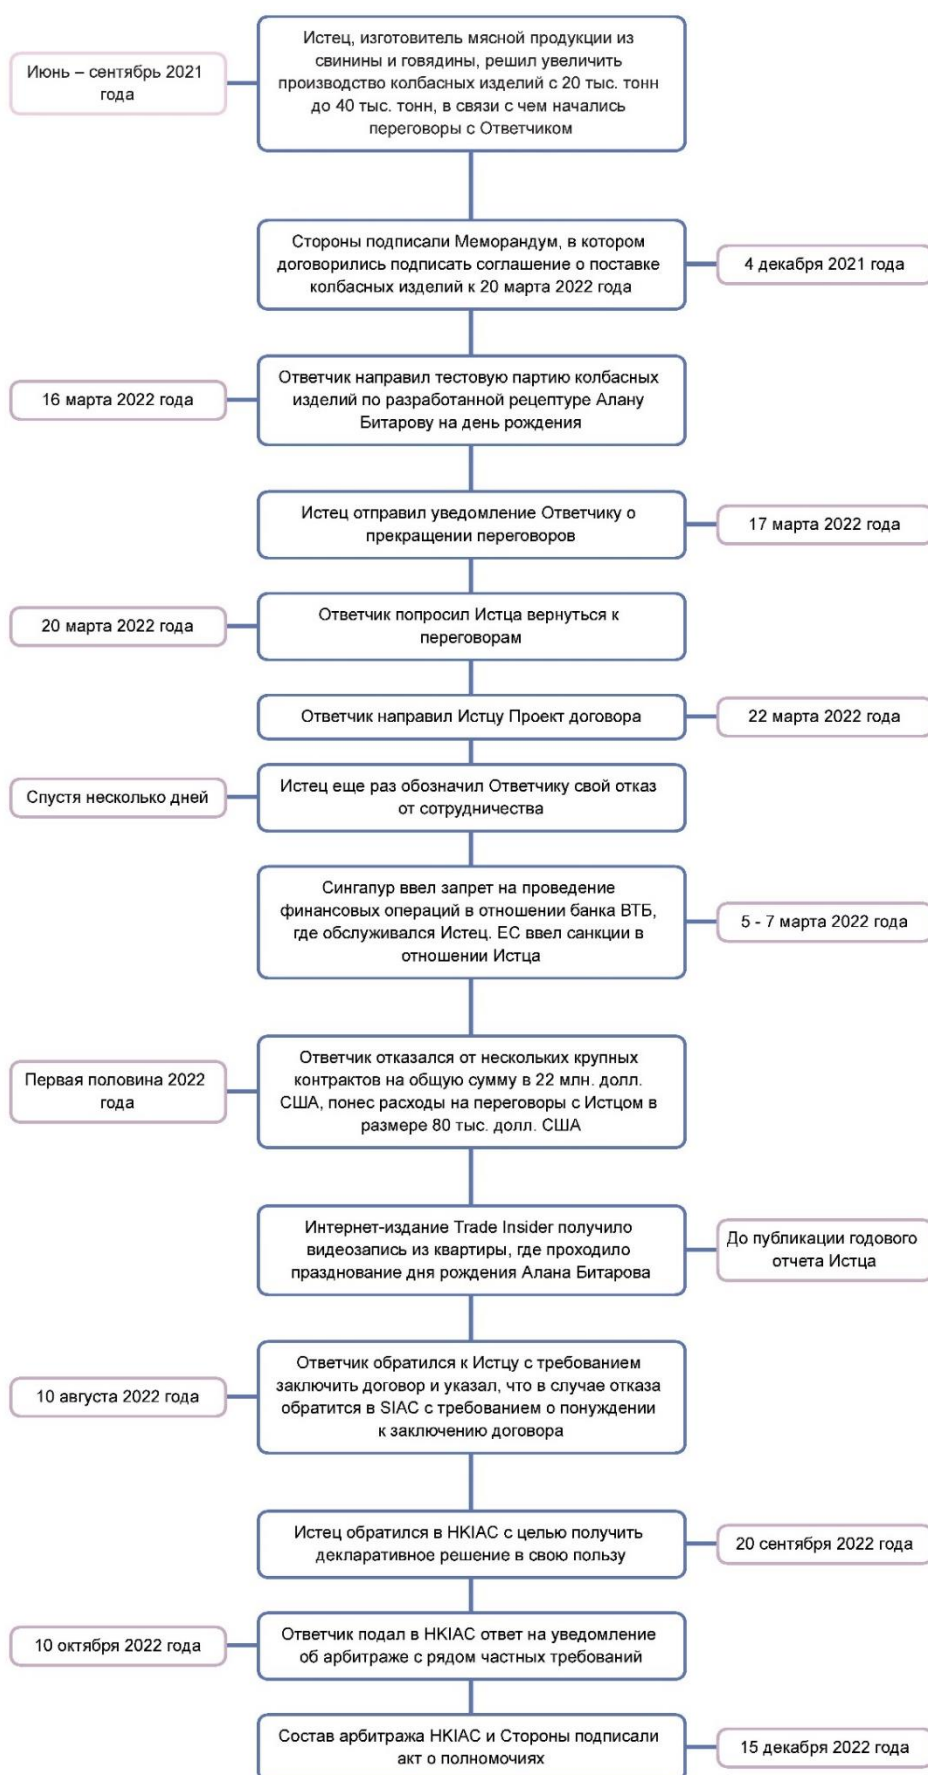 Июнь – сентябрь 2021
года
Истец, изготовитель мясной продукции из
свинины и говядины, решил увеличить
производство колбасных изделий с 20 тыс. тонн
до 40 тыс. тонн, в связи с чем начались
переговоры с Ответчиком
Стороны подписали Меморандум, в котором
договорились подписать соглашение о поставке
колбасных изделий к 20 марта 2022 года
4 декабря 2021 года
16 марта 2022 года
Ответчик направил тестовую партию колбасных
изделий по разработанной рецептуре Алану
Битарову на день рождения
Истец отправил уведомление Ответчику о
прекращении переговоров
17 марта 2022 года
20 марта 2022 года
Ответчик попросил Истца вернуться к
переговорам
Ответчик направил Истцу Проект договора
22 марта 2022 года
Спустя несколько дней
Истец еще раз обозначил Ответчику свой отказ
от сотрудничества
Сингапур ввел запрет на проведение
финансовых операций в отношении банка ВТБ,
где обслуживался Истец. ЕС ввел санкции в
отношении Истца
5 - 7 марта 2022 года
Первая половина 2022
года
Ответчик отказался от нескольких крупных
контрактов на общую сумму в 22 млн. долл.
США, понес расходы на переговоры с Истцом в
размере 80 тыс. долл. США
Интернет-издание Trade Insider получило
видеозапись из квартиры, где проходило
празднование дня рождения Алана Битарова
До публикации годового
отчета Истца
10 августа 2022 года
Ответчик обратился к Истцу с требованием
заключить договор и указал, что в случае отказа
обратится в SIAC с требованием о понуждении
к заключению договора
Истец обратился в HKIAC с целью получить
декларативное решение в свою пользу
20 сентября 2022 года
10 октября 2022 года
Ответчик подал в HKIAC ответ на уведомление
об арбитраже с рядом частных требований
Состав арбитража HKIAC и Стороны подписали
акт о полномочиях
15 декабря 2022 года